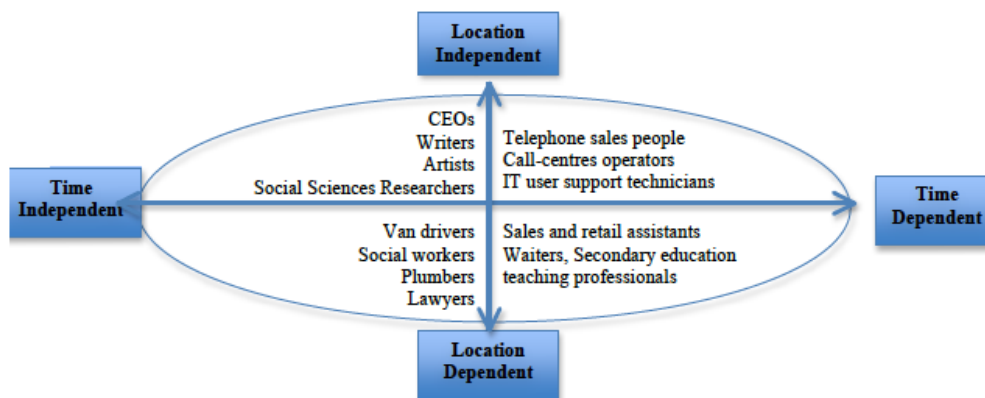 Location
Independent
CEOs
Writers
Artists
Social Sciences Researchers
Telephone sales people
Call-centres operators
IT user support technicians
Time
Independent
Time
Dependent
Van drivers
Social workers
Plumbers
Lawyers
Sales and retail assistants
Waiters, Secondary education
teaching professionals
Location
Dependent